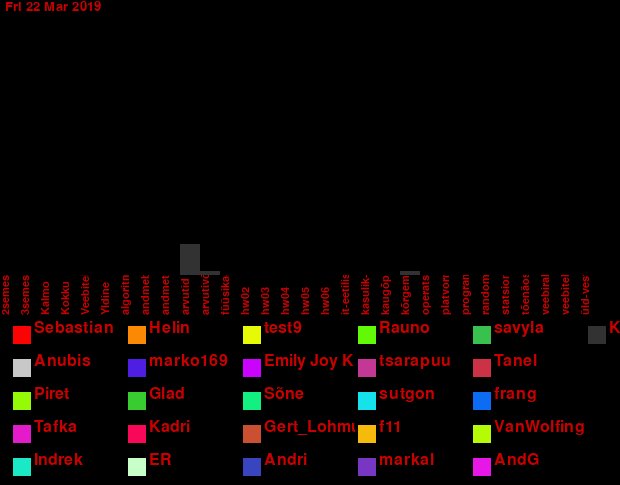 Fri 22 Mar 2019
2semes
3semes
Kalmo
Kokku
Veebite
Yldine
algoritn
andmet
andmet
arvutid
arvutivõ
füüsika
hw02
hw03
hw04
hw05
hw06
it-eetilis
kasulik-
kaugõp
kõrgem
operats
platvorn
progran
random
statsion
tõenäos
veebiral
veebitel
üld-ves
Sebastian Helin test9 Rauno savyla K
Anubis marko169 Emily Joy K tsarapuu Tanel
Piret Glad Sõne sutgon frang
Tafka Kadri Gert_Lohmu f11 VanWolfing
Indrek ER Andri markal AndG